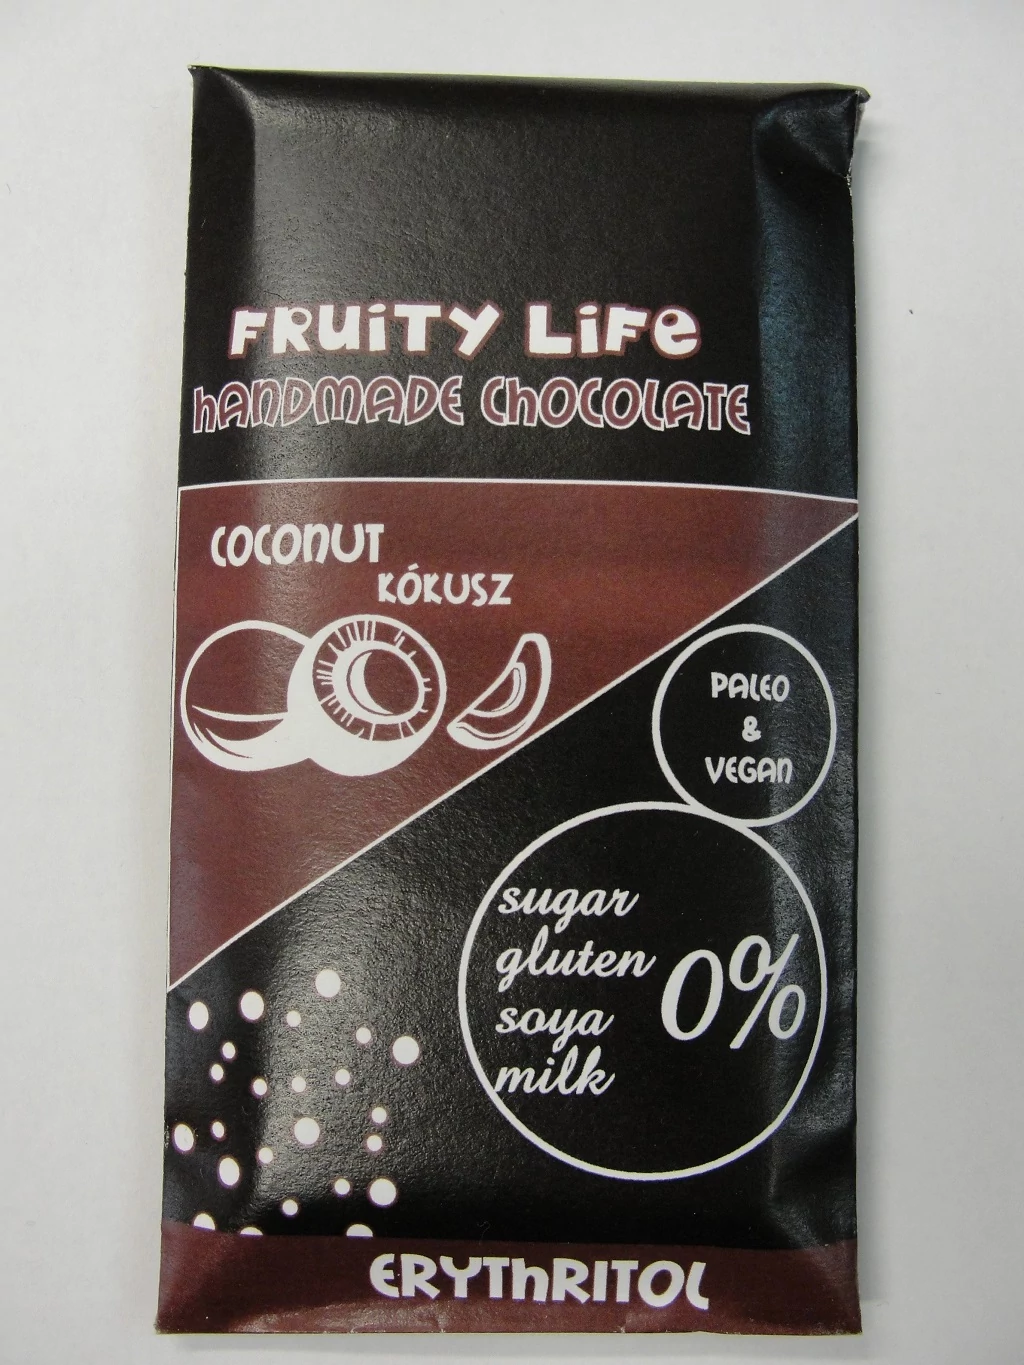 FRUiTY LiFe
hANDMADE ChOCOLATE
COCONUT
KÓKUSZ
PALEO
&
VEGAN
sugar
gluten
soya
milk
0%
ERYThRITOL